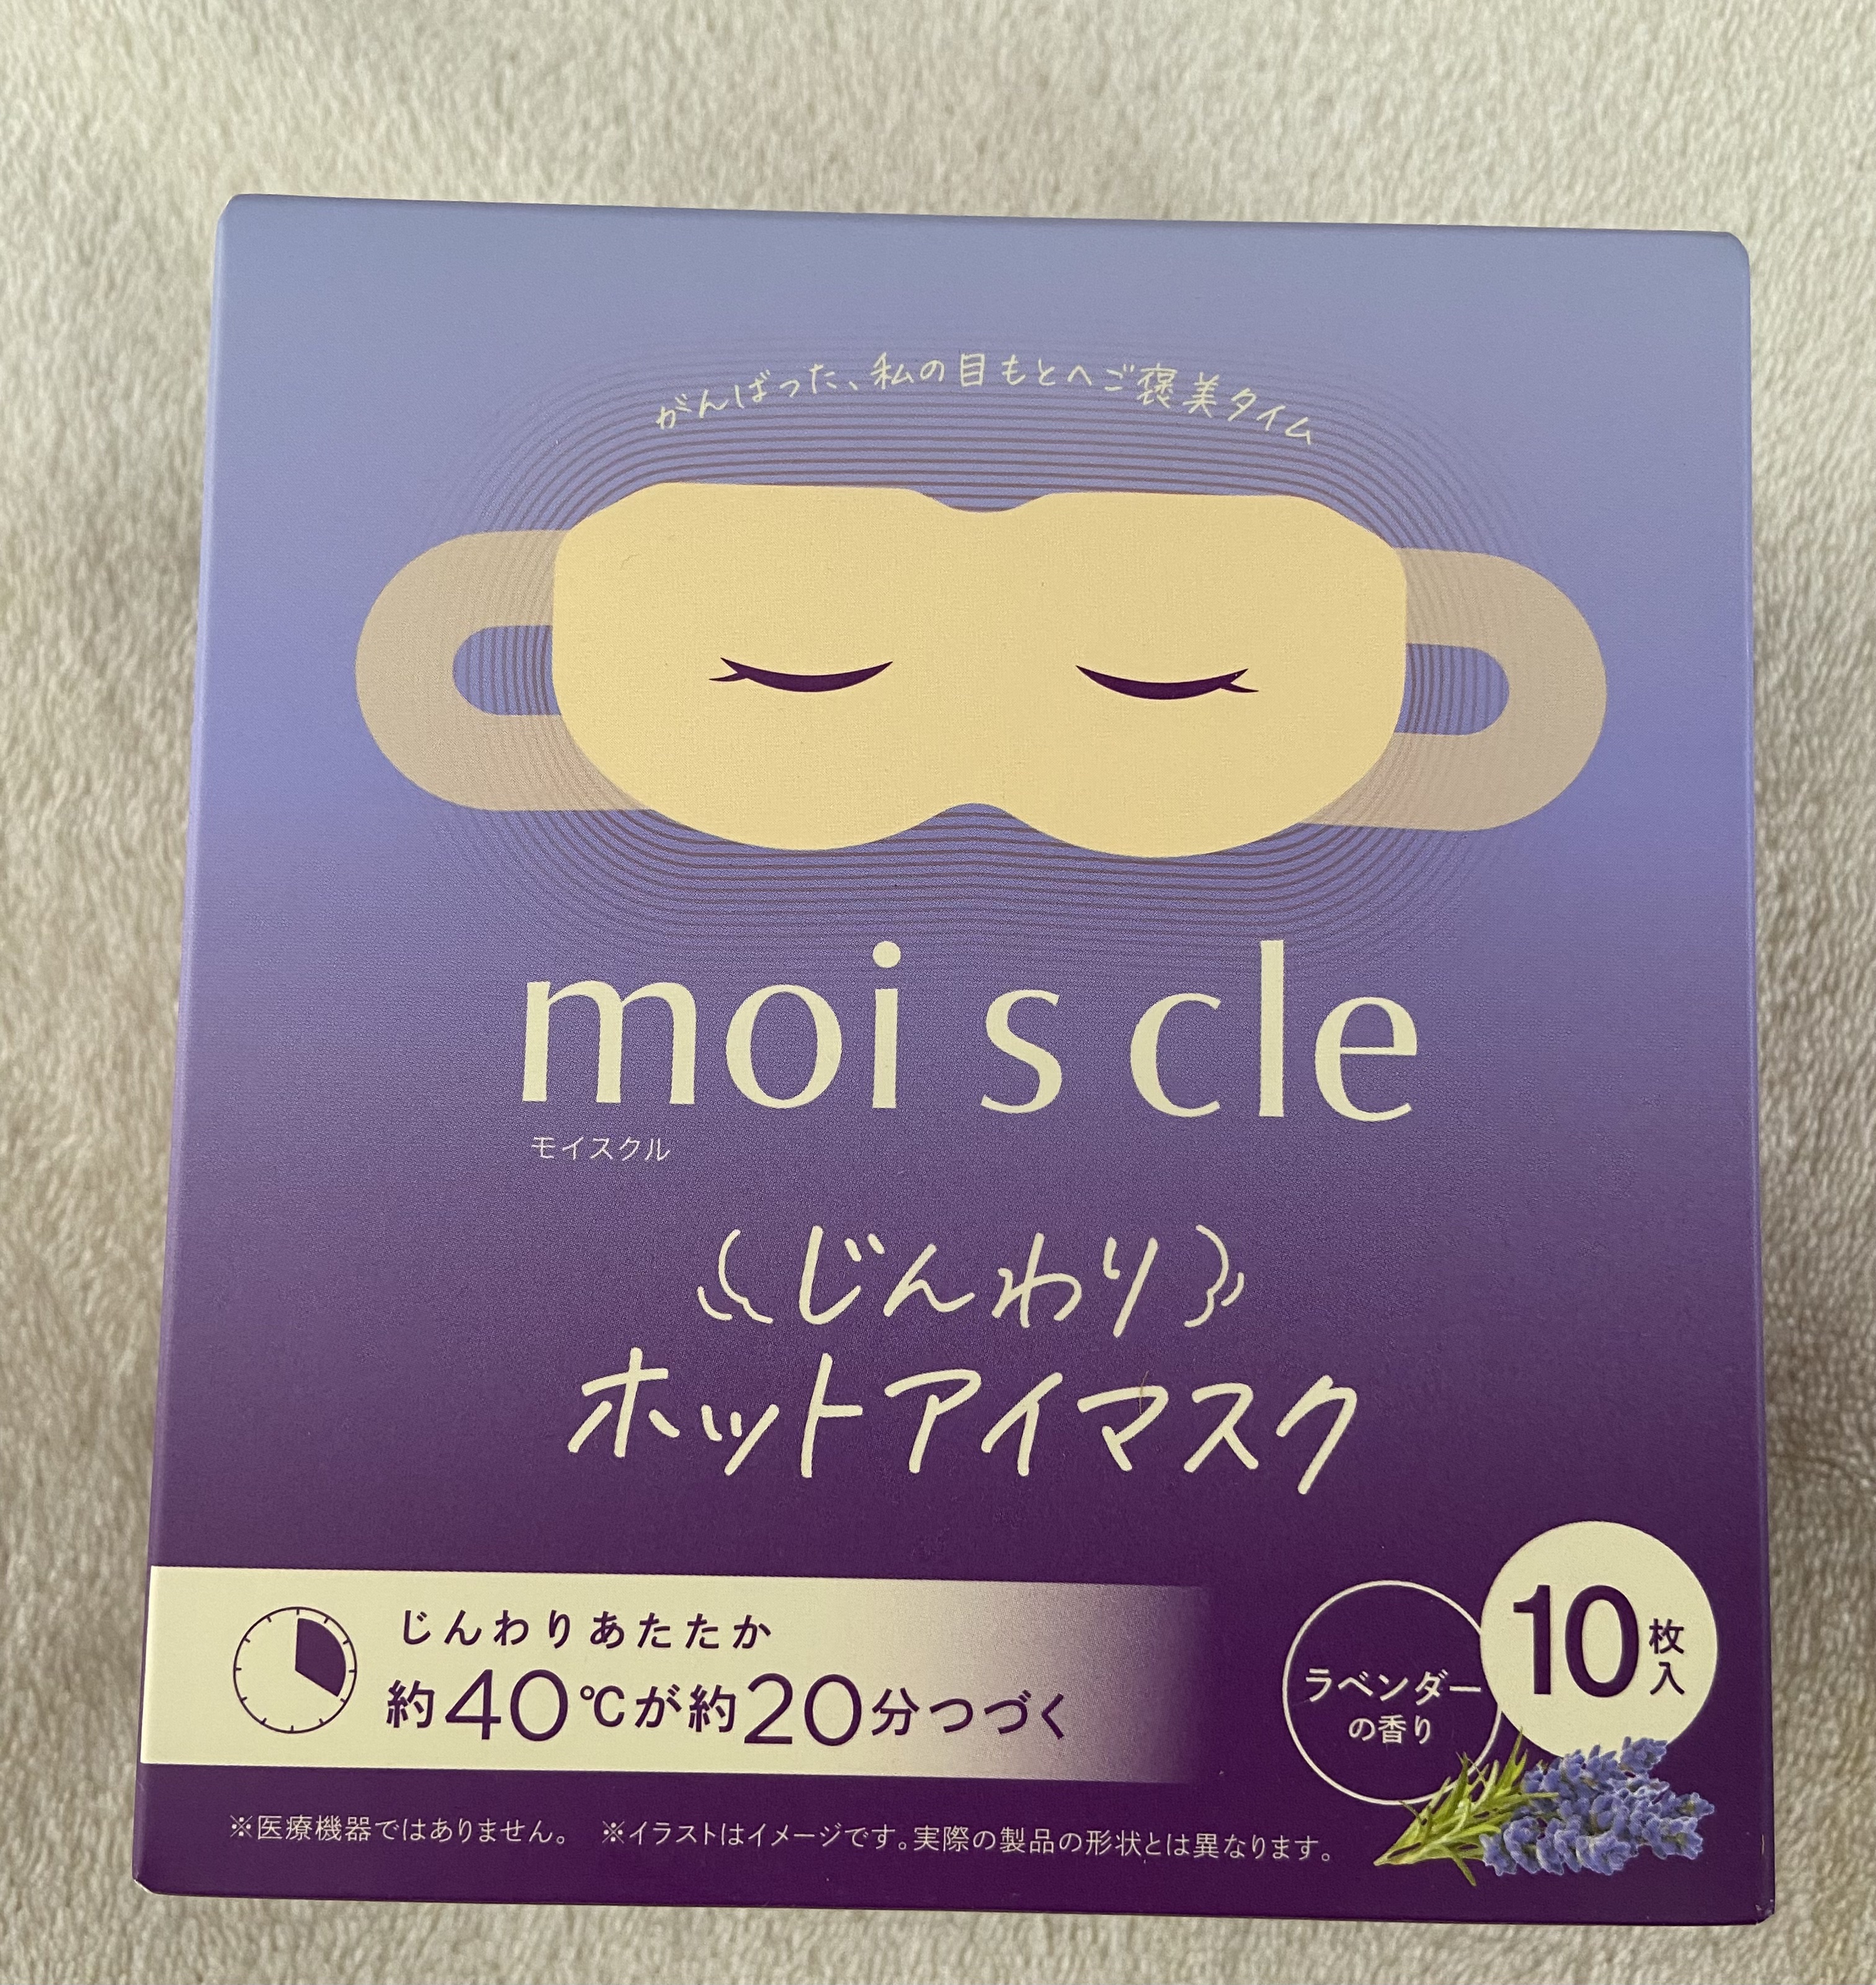 がんばった、私の目もとへご褒美タイム
moi s cle
モイスクル
じんわり
ホットアイマスク
じんわりあたたか
約40℃が約20分つづく
ラベンダー
の香り
10枚入
※医療機器ではありません。 ※イラストはイメージです。実際の製品の形状とは異なります。